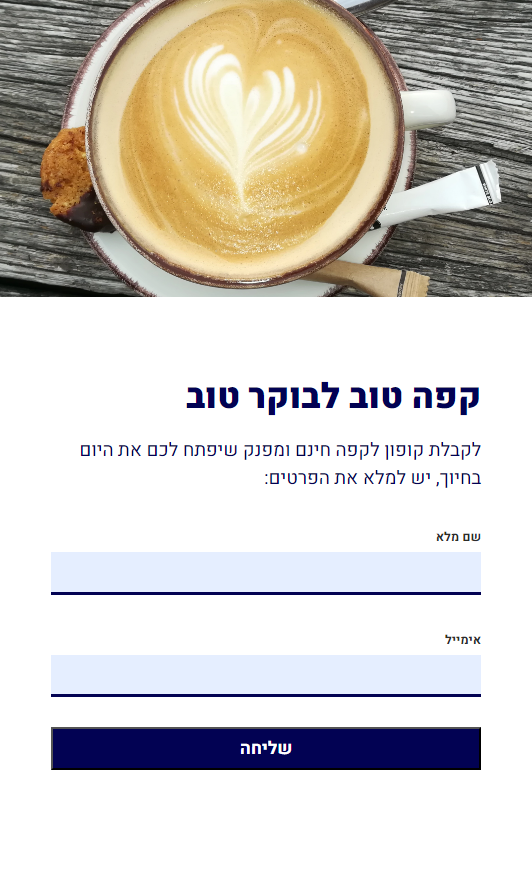 קפה טוב לבוקר טוב
לקבלת קופון לקפה חינם ומפנק שיפתח לכם את היום
בחיוך, יש למלא את הפרטים:
שם מלא
אימייל
שליחה